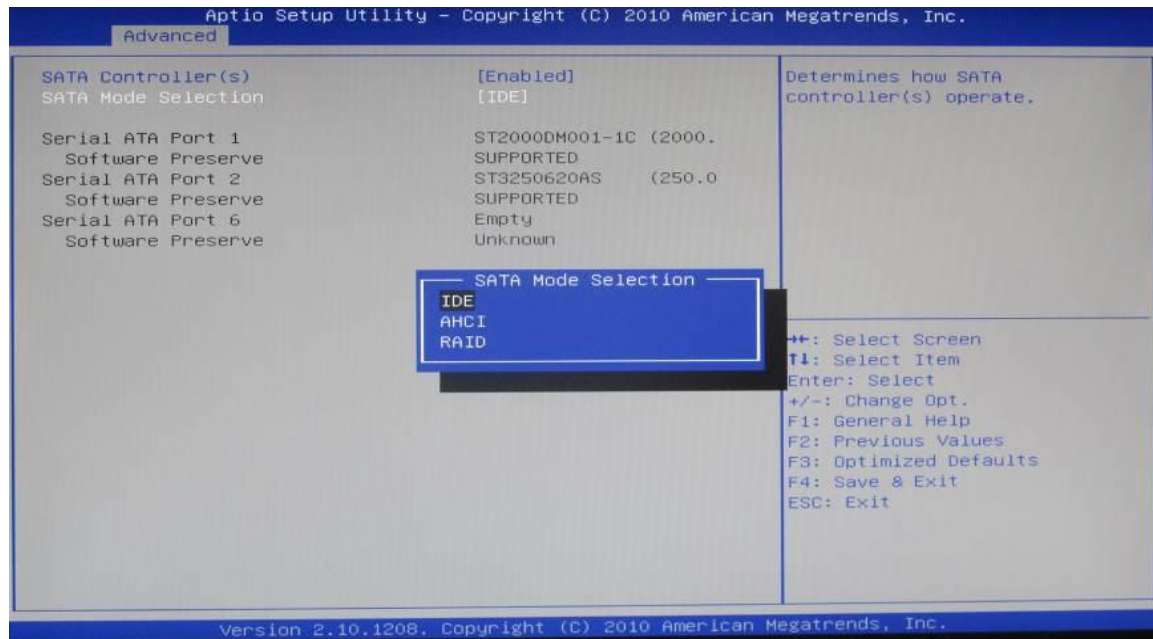 Aptio Setup Utility – Copyright (C) 2010 American Megatrends, Inc.
Advanced
SATA Controller(s) [Enabled]
SATA Mode Selection [IDE]
Serial ATA Port 1 ST2000DM001-1C (2000.
Software Preserve SUPPORTED
Serial ATA Port 2 ST3250620AS (250.0
Software Preserve SUPPORTED
Serial ATA Port 6 Empty
Software Preserve Unknown
SATA Mode Selection
IDE
AHCI
RAID
Determines how SATA
controller(s) operate.
→←: Select Screen
↑↓: Select Item
Enter: Select
+/-: Change Opt.
F1: General Help
F2: Previous Values
F3: Optimized Defaults
F4: Save & Exit
ESC: Exit
Version 2.10.1208. Copyright (C) 2010 American Megatrends, Inc.